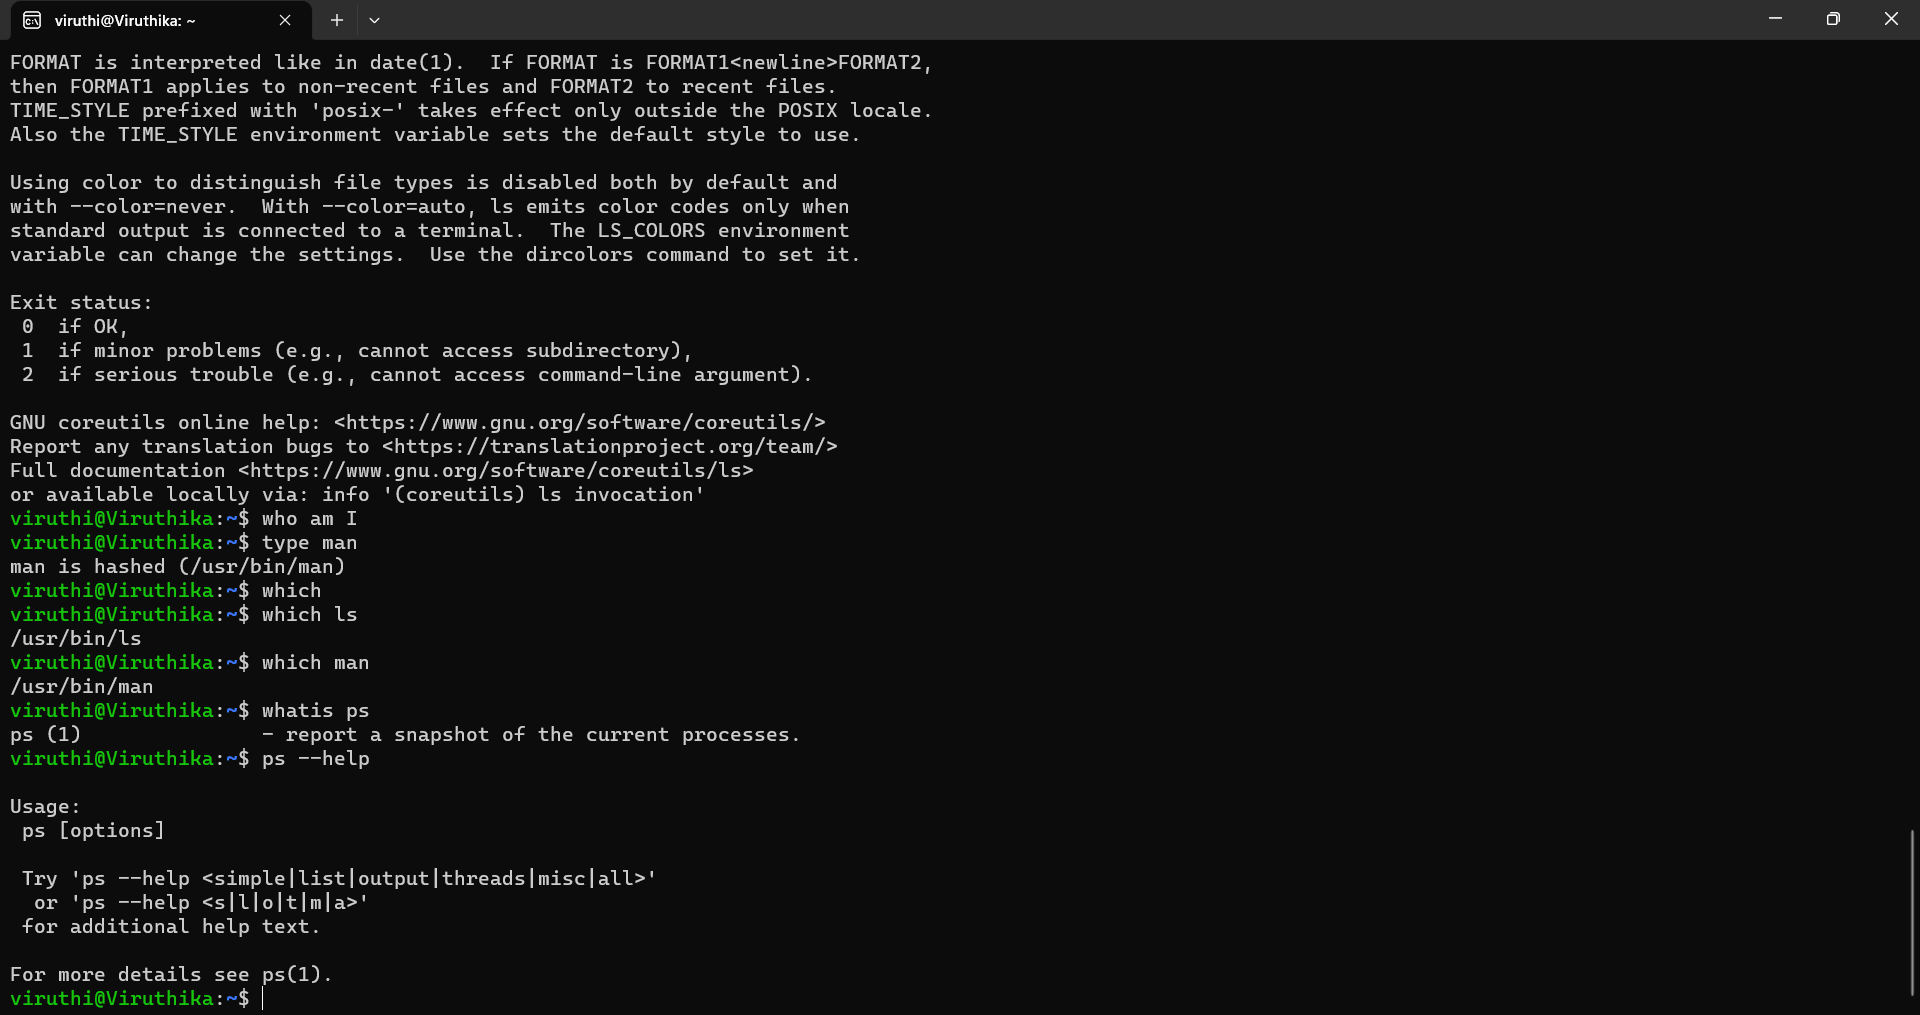 viruthi@Viruthika: ~
FORMAT is interpreted like in date(1).  If FORMAT is FORMAT1<newline>FORMAT2,
then FORMAT1 applies to non-recent files and FORMAT2 to recent files.
TIME_STYLE prefixed with 'posix-' takes effect only outside the POSIX locale.
Also the TIME_STYLE environment variable sets the default style to use.

Using color to distinguish file types is disabled both by default and
with --color=never.  With --color=auto, ls emits color codes only when
standard output is connected to a terminal.  The LS_COLORS environment
variable can change the settings.  Use the dircolors command to set it.

Exit status:
 0  if OK,
 1  if minor problems (e.g., cannot access subdirectory),
 2  if serious trouble (e.g., cannot access command-line argument).

GNU coreutils online help: <https://www.gnu.org/software/coreutils/>
Report any translation bugs to <https://translationproject.org/team/>
Full documentation <https://www.gnu.org/software/coreutils/ls>
or available locally via: info '(coreutils) ls invocation'
viruthi@Viruthika:~$ who am I
viruthi@Viruthika:~$ type man
man is hashed (/usr/bin/man)
viruthi@Viruthika:~$ which
viruthi@Viruthika:~$ which ls
/usr/bin/ls
viruthi@Viruthika:~$ which man
/usr/bin/man
viruthi@Viruthika:~$ whatis ps
ps (1)               - report a snapshot of the current processes.
viruthi@Viruthika:~$ ps --help

Usage:
 ps [options]

 Try 'ps --help <simple|list|output|threads|misc|all>'
  or 'ps --help <s|l|o|t|m|a>'
 for additional help text.

For more details see ps(1).
viruthi@Viruthika:~$